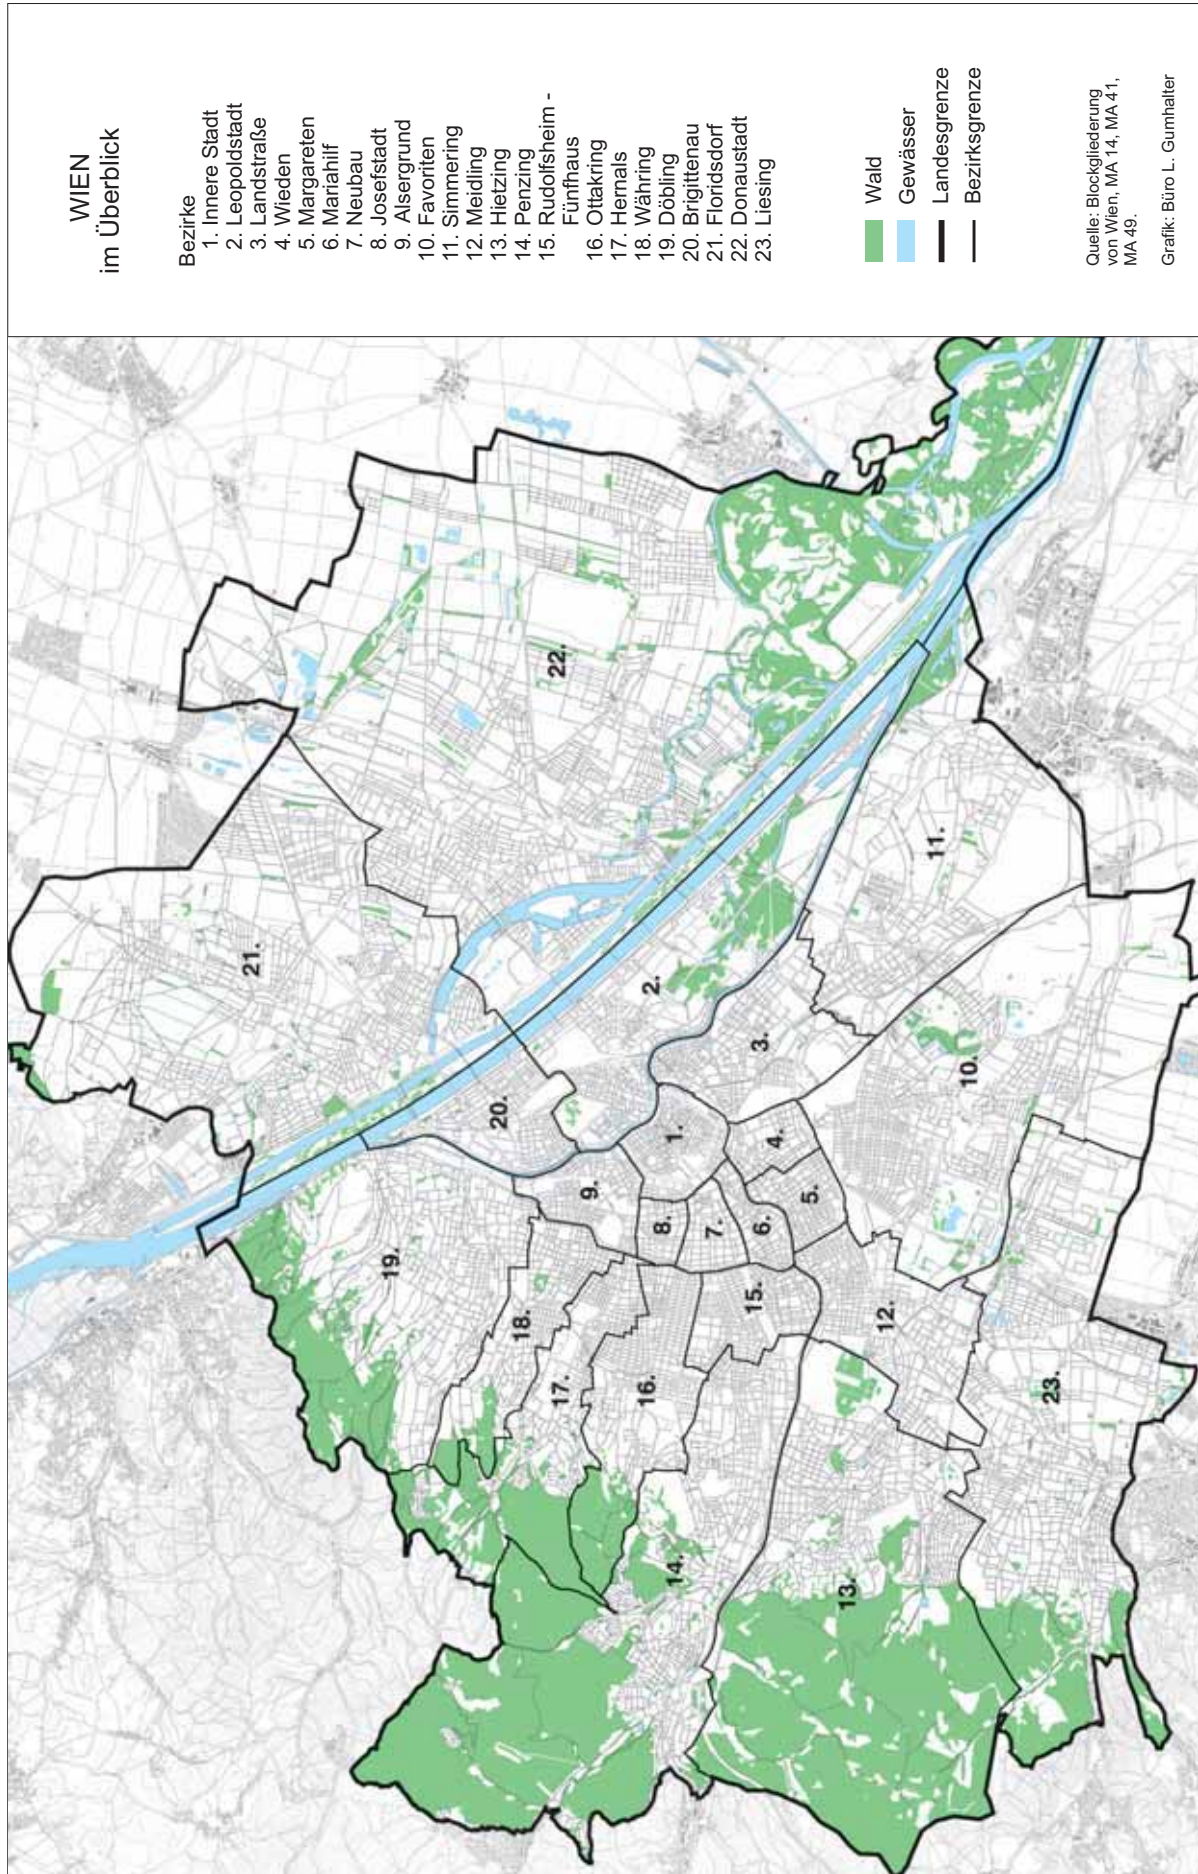 WIEN
im Überblick
Bezirke
1. Innere Stadt
2. Leopoldstadt
3. Landstraße
4. Wieden
5. Margareten
6. Mariahilf
7. Neubau
8. Josefstadt
9. Alsergrund
10. Favoriten
11. Simmering
12. Meidling
13. Hietzing
14. Penzing
15. Rudolfsheim -
Fünfhaus
16. Ottakring
17. Hernals
18. Währing
19. Döbling
20. Brigittenau
21. Floridsdorf
22. Donaustadt
23. Liesing
Wald
Gewässer
Landesgrenze
Bezirksgrenze
Quelle: Blockgliederung
von Wien, MA 14, MA 41,
MA 49.
Grafik: Büro L. Gumhalter
21.
22.
19.
20.
2.
18.
9.
17.
8.
1.
16.
7.
3.
14.
15.
6.
4.
5.
11.
13.
12.
10.
23.